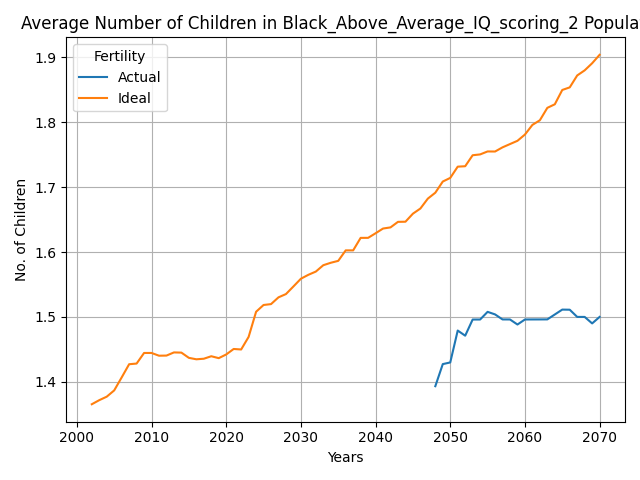 Average Number of Children in Black_Above_Average_IQ_scoring_2 Popula
Fertility
Actual
Ideal
1.9
1.8
1.7
1.6
1.5
1.4
No. of Children
2000 2010 2020 2030 2040 2050 2060 2070
Years